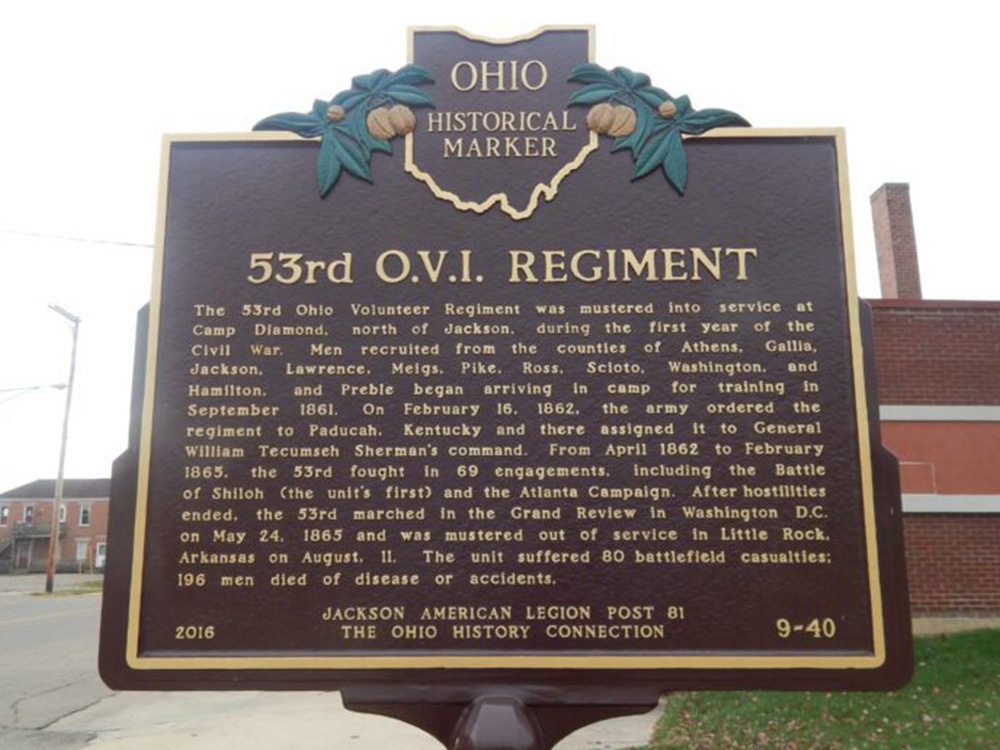 OHIO
HISTORICAL
MARKER
53rd O.V.I. REGIMENT
The 53rd Ohio Volunteer Regiment was mustered into service at
Camp Diamond, north of Jackson, during the first year of the
Civil War. Men recruited from the counties of Athens, Gallia,
Jackson, Lawrence, Meigs, Pike, Ross, Scioto, Washington, and
Hamilton, and Preble began arriving in camp for training in
September 1861. On February 16, 1862, the army ordered the
regiment to Paducah, Kentucky and there assigned it to General
William Tecumseh Sherman's command. From April 1862 to February
1865, the 53rd fought in 69 engagements, including the Battle
of Shiloh (the unit's first) and the Atlanta Campaign. After hostilities
ended, the 53rd marched in the Grand Review in Washington D.C.
on May 24, 1865 and was mustered out of service in Little Rock,
Arkansas on August, 11. The unit suffered 80 battlefield casualties;
196 men died of disease or accidents.
JACKSON AMERICAN LEGION POST 81
2016 THE OHIO HISTORY CONNECTION 9-40